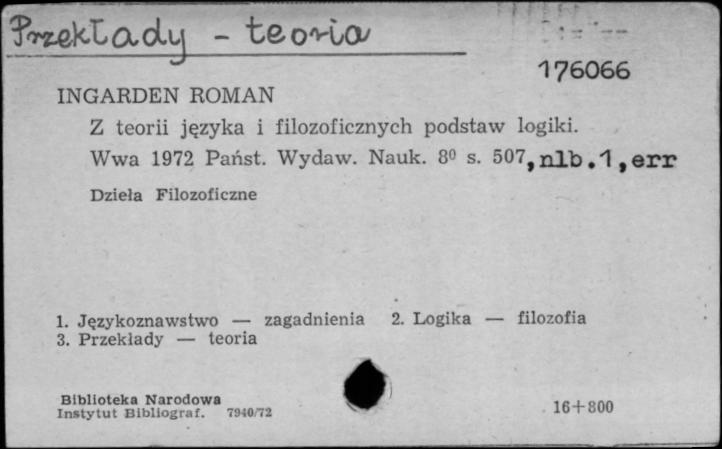 Przekłady - teoria
176066
INGARDEN ROMAN
Z teorii języka i filozoficznych podstaw logiki.
Wwa 1972 Państ. Wydaw. Nauk. 8⁰ s. 507, nlb.1, err
Dzieła Filozoficzne
1. Językoznawstwo — zagadnienia 2. Logika — filozofia
3. Przekłady — teoria
Biblioteka Narodowa
Instytut Bibliograf. 7940/72
16+800